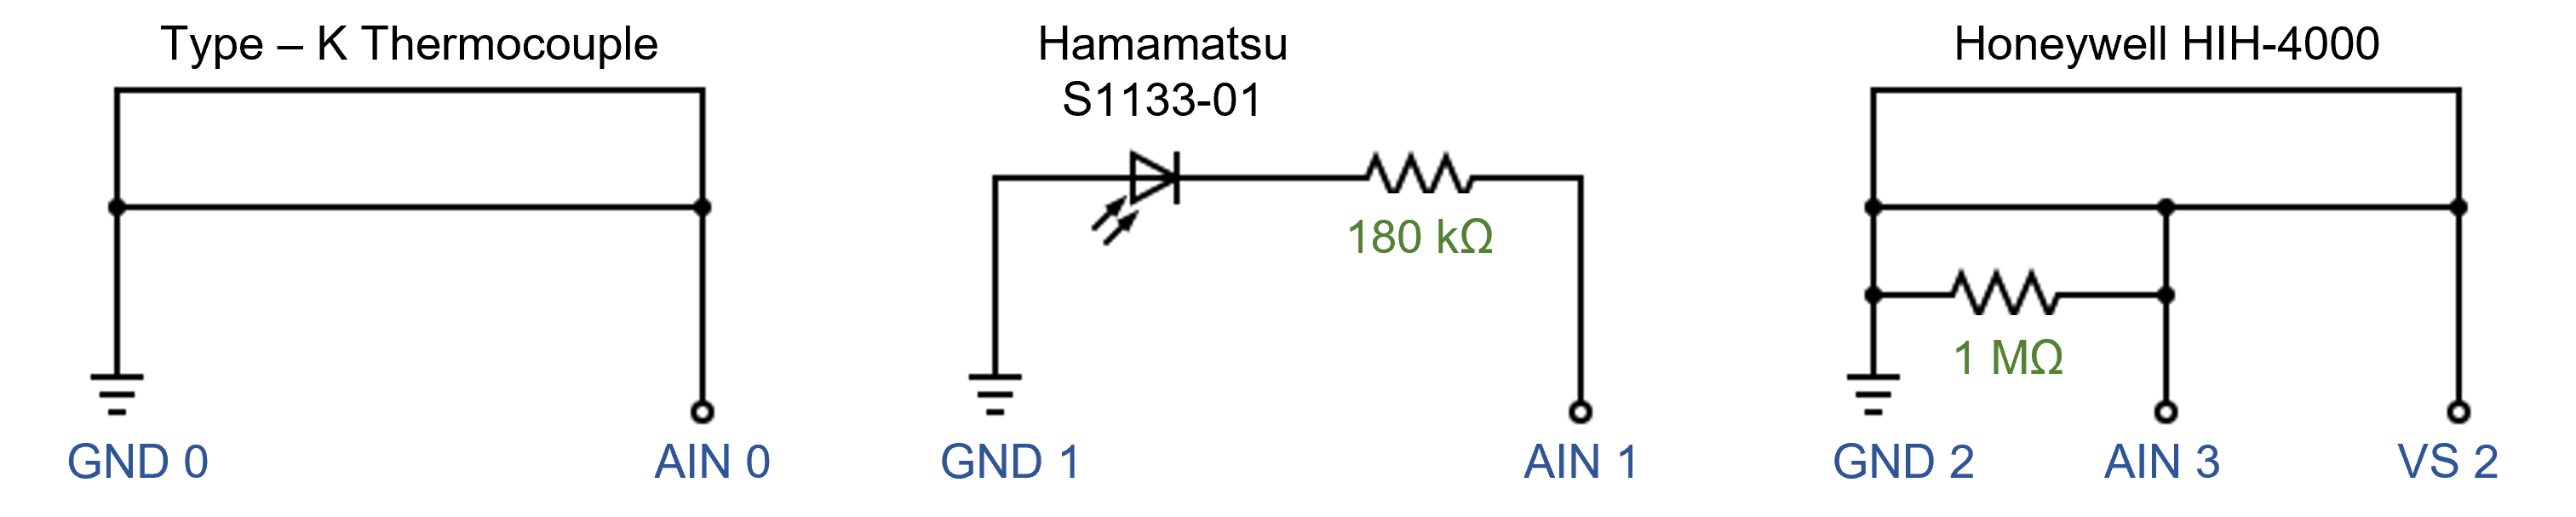 Type – K Thermocouple
Hamamatsu
S1133-01
Honeywell HIH-4000
180 kΩ
1 MΩ
GND 0
AIN 0
GND 1
AIN 1
GND 2
AIN 3
VS 2